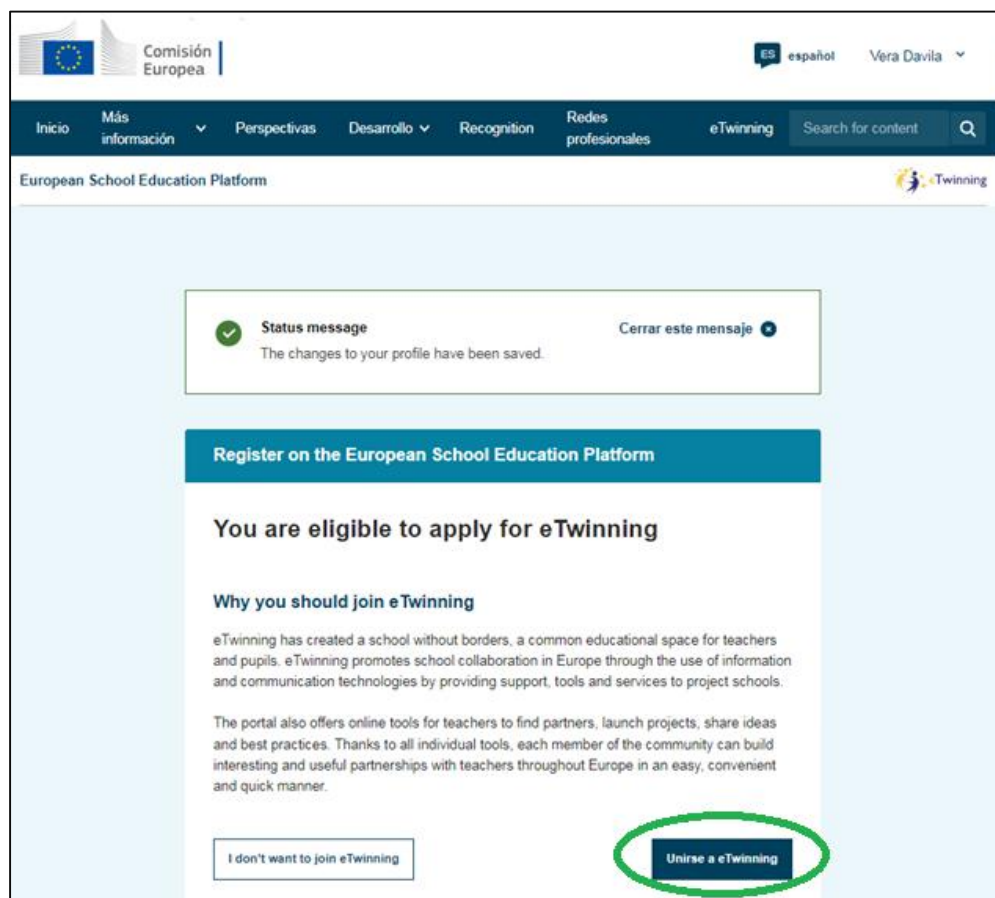 Comisión
Europea
ES español Vera Davila
Inicio Más información Perspectivas Desarrollo Recognition Redes profesionales eTwinning Search for content
European School Education Platform eTwinning
Status message Cerrar este mensaje
The changes to your profile have been saved.
Register on the European School Education Platform
You are eligible to apply for eTwinning
Why you should join eTwinning
eTwinning has created a school without borders, a common educational space for teachers
and pupils. eTwinning promotes school collaboration in Europe through the use of information
and communication technologies by providing support, tools and services to project schools.
The portal also offers online tools for teachers to find partners, launch projects, share ideas
and best practices. Thanks to all individual tools, each member of the community can build
interesting and useful partnerships with teachers throughout Europe in an easy, convenient
and quick manner.
I don't want to join eTwinning Unirse a eTwinning